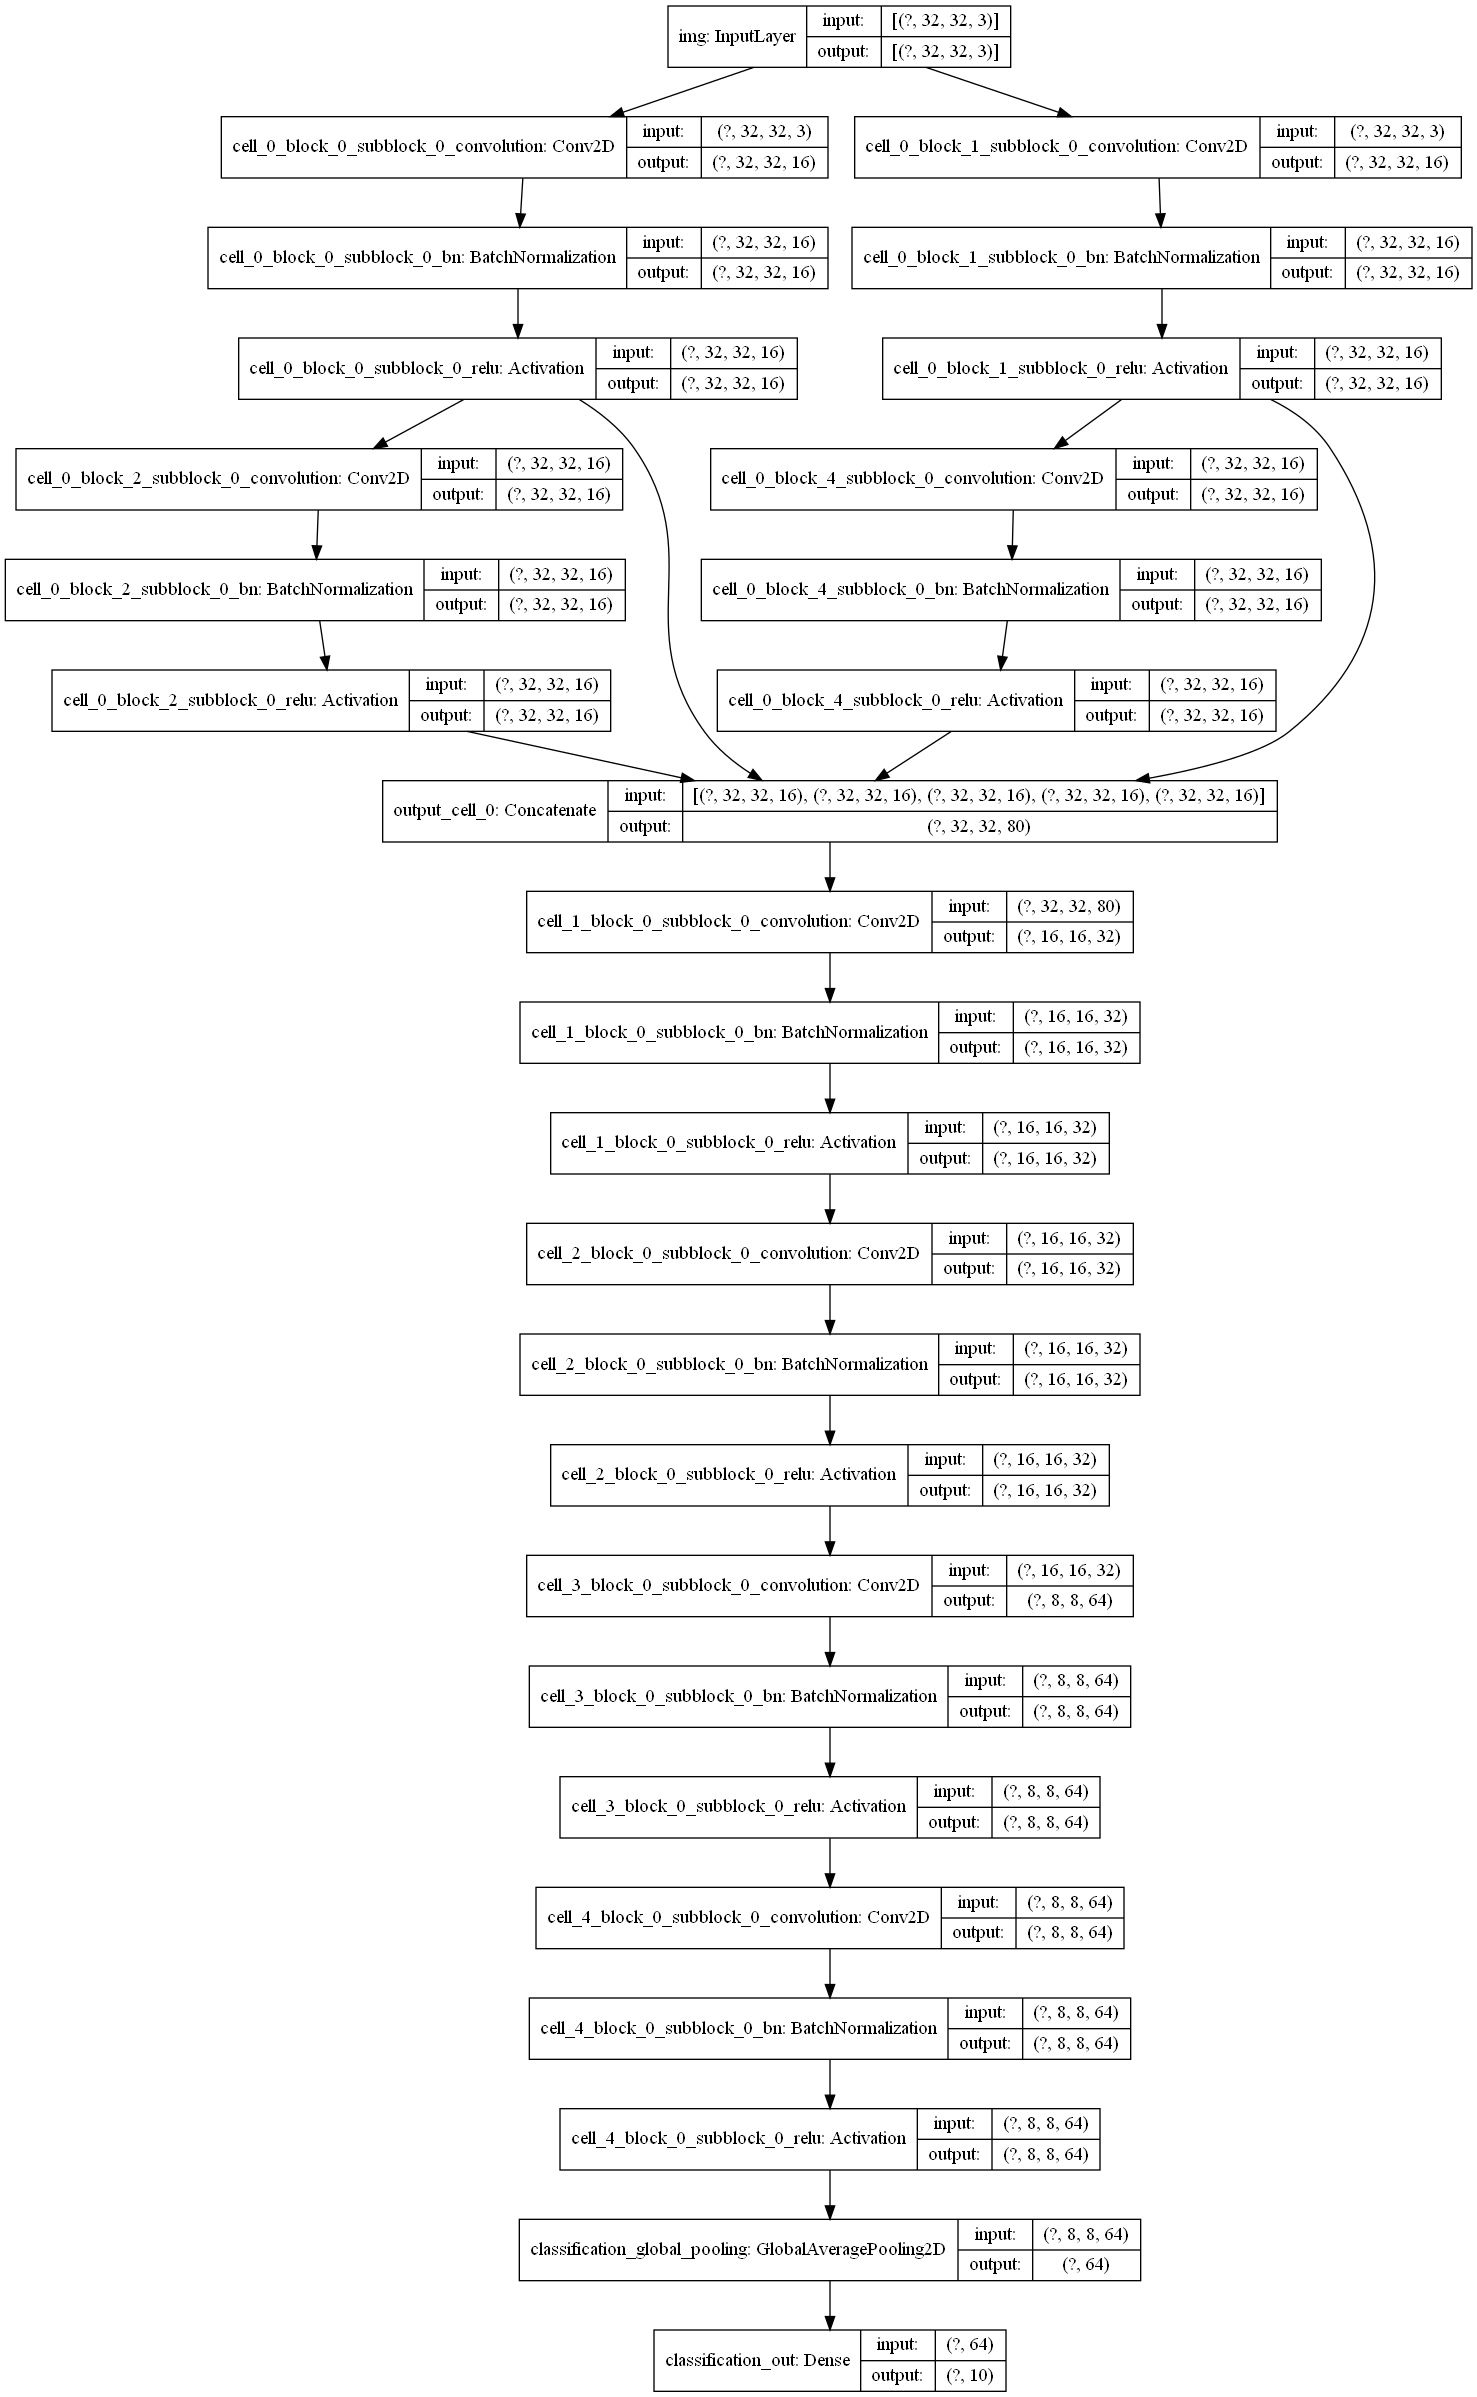 img: InputLayer
input: [(?, 32, 32, 3)]
output: [(?, 32, 32, 3)]
cell_0_block_0_subblock_0_convolution: Conv2D
input: (?, 32, 32, 3)
output: (?, 32, 32, 16)
cell_0_block_1_subblock_0_convolution: Conv2D
input: (?, 32, 32, 3)
output: (?, 32, 32, 16)
cell_0_block_0_subblock_0_bn: BatchNormalization
input: (?, 32, 32, 16)
output: (?, 32, 32, 16)
cell_0_block_1_subblock_0_bn: BatchNormalization
input: (?, 32, 32, 16)
output: (?, 32, 32, 16)
cell_0_block_0_subblock_0_relu: Activation
input: (?, 32, 32, 16)
output: (?, 32, 32, 16)
cell_0_block_1_subblock_0_relu: Activation
input: (?, 32, 32, 16)
output: (?, 32, 32, 16)
cell_0_block_2_subblock_0_convolution: Conv2D
input: (?, 32, 32, 16)
output: (?, 32, 32, 16)
cell_0_block_4_subblock_0_convolution: Conv2D
input: (?, 32, 32, 16)
output: (?, 32, 32, 16)
cell_0_block_2_subblock_0_bn: BatchNormalization
input: (?, 32, 32, 16)
output: (?, 32, 32, 16)
cell_0_block_4_subblock_0_bn: BatchNormalization
input: (?, 32, 32, 16)
output: (?, 32, 32, 16)
cell_0_block_2_subblock_0_relu: Activation
input: (?, 32, 32, 16)
output: (?, 32, 32, 16)
cell_0_block_4_subblock_0_relu: Activation
input: (?, 32, 32, 16)
output: (?, 32, 32, 16)
output_cell_0: Concatenate
input: [(?, 32, 32, 16), (?, 32, 32, 16), (?, 32, 32, 16), (?, 32, 32, 16), (?, 32, 32, 16)]
output: (?, 32, 32, 80)
cell_1_block_0_subblock_0_convolution: Conv2D
input: (?, 32, 32, 80)
output: (?, 16, 16, 32)
cell_1_block_0_subblock_0_bn: BatchNormalization
input: (?, 16, 16, 32)
output: (?, 16, 16, 32)
cell_1_block_0_subblock_0_relu: Activation
input: (?, 16, 16, 32)
output: (?, 16, 16, 32)
cell_2_block_0_subblock_0_convolution: Conv2D
input: (?, 16, 16, 32)
output: (?, 16, 16, 32)
cell_2_block_0_subblock_0_bn: BatchNormalization
input: (?, 16, 16, 32)
output: (?, 16, 16, 32)
cell_2_block_0_subblock_0_relu: Activation
input: (?, 16, 16, 32)
output: (?, 16, 16, 32)
cell_3_block_0_subblock_0_convolution: Conv2D
input: (?, 16, 16, 32)
output: (?, 8, 8, 64)
cell_3_block_0_subblock_0_bn: BatchNormalization
input: (?, 8, 8, 64)
output: (?, 8, 8, 64)
cell_3_block_0_subblock_0_relu: Activation
input: (?, 8, 8, 64)
output: (?, 8, 8, 64)
cell_4_block_0_subblock_0_convolution: Conv2D
input: (?, 8, 8, 64)
output: (?, 8, 8, 64)
cell_4_block_0_subblock_0_bn: BatchNormalization
input: (?, 8, 8, 64)
output: (?, 8, 8, 64)
cell_4_block_0_subblock_0_relu: Activation
input: (?, 8, 8, 64)
output: (?, 8, 8, 64)
classification_global_pooling: GlobalAveragePooling2D
input: (?, 8, 8, 64)
output: (?, 64)
classification_out: Dense
input: (?, 64)
output: (?, 10)